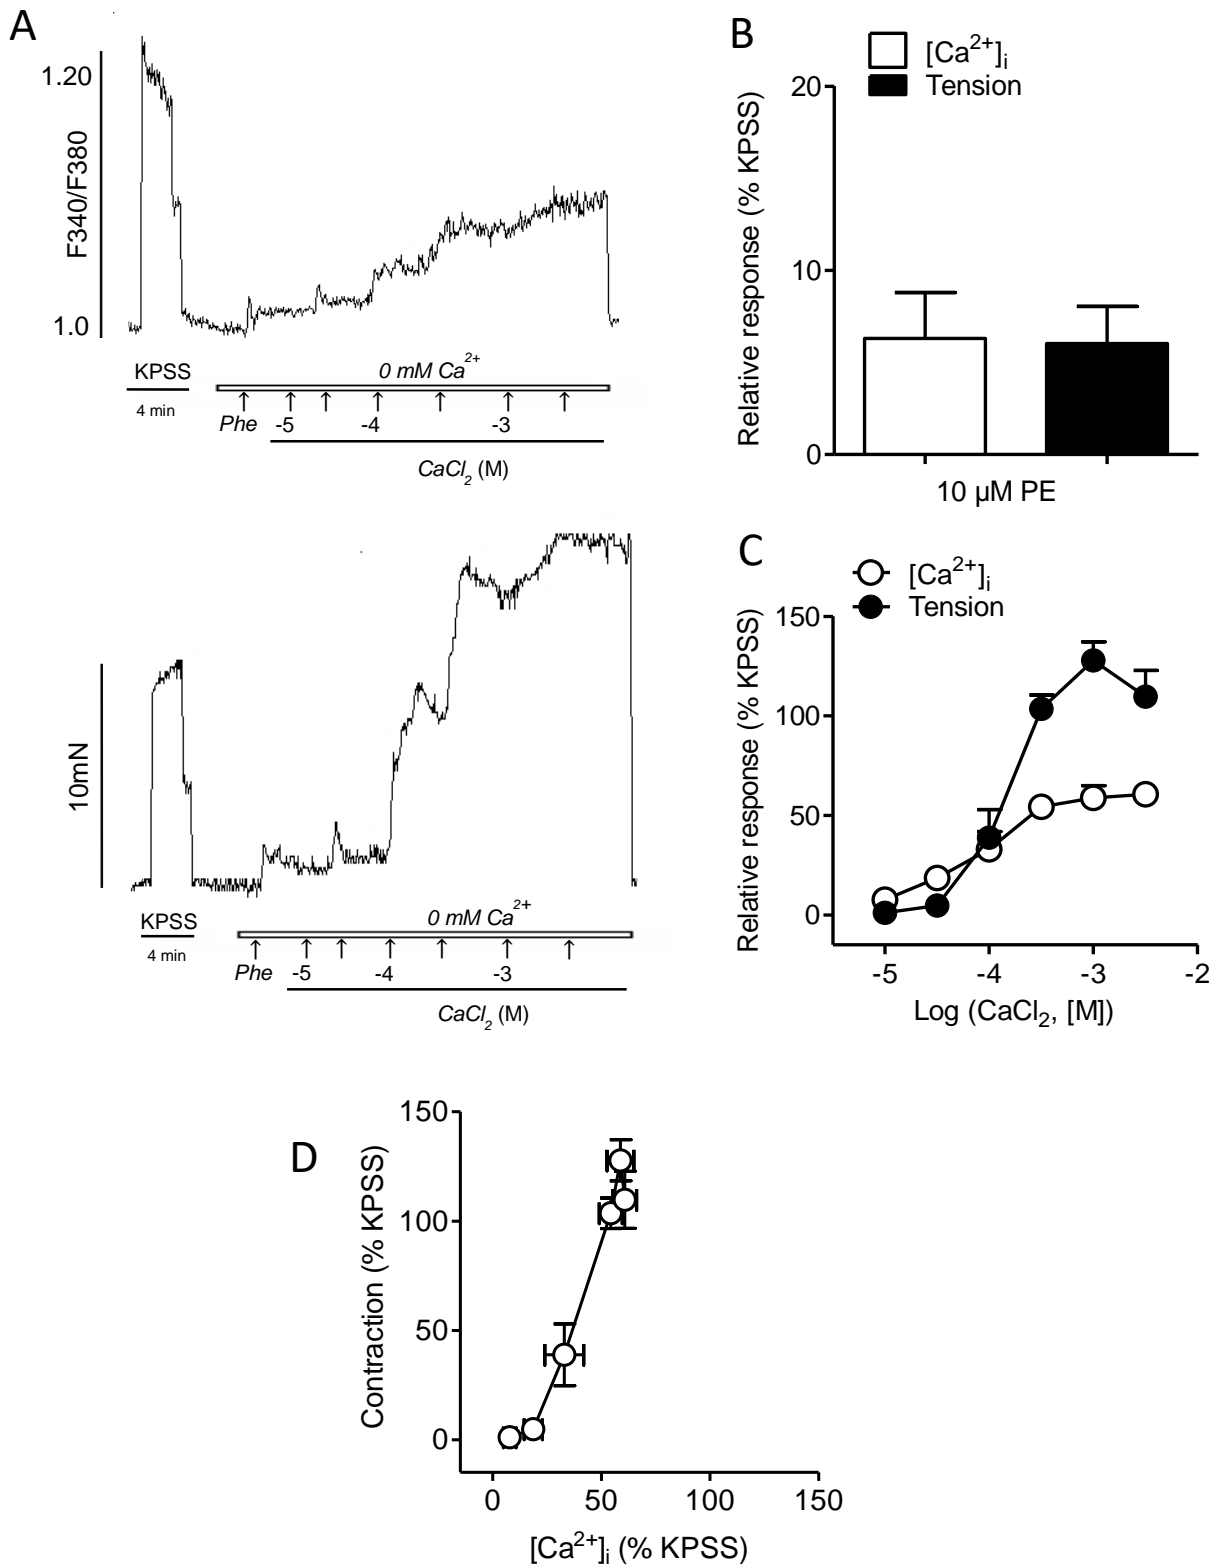 A
1.20
F340/F380
1.0
KPSS
4 min
0 mM Ca²⁺
Phe
-5
-4
-3
CaCl₂ (M)
10mN
KPSS
4 min
0 mM Ca²⁺
Phe
-5
-4
-3
CaCl₂ (M)
B
[Ca²⁺]ᵢ
Tension
Relative response (% KPSS)
20
10
0
10 µM PE
C
[Ca²⁺]ᵢ
Tension
Relative response (% KPSS)
150
100
50
0
-5
-4
-3
-2
Log (CaCl₂, [M])
D
Contraction (% KPSS)
150
100
50
0
0
50
100
150
[Ca²⁺]ᵢ (% KPSS)